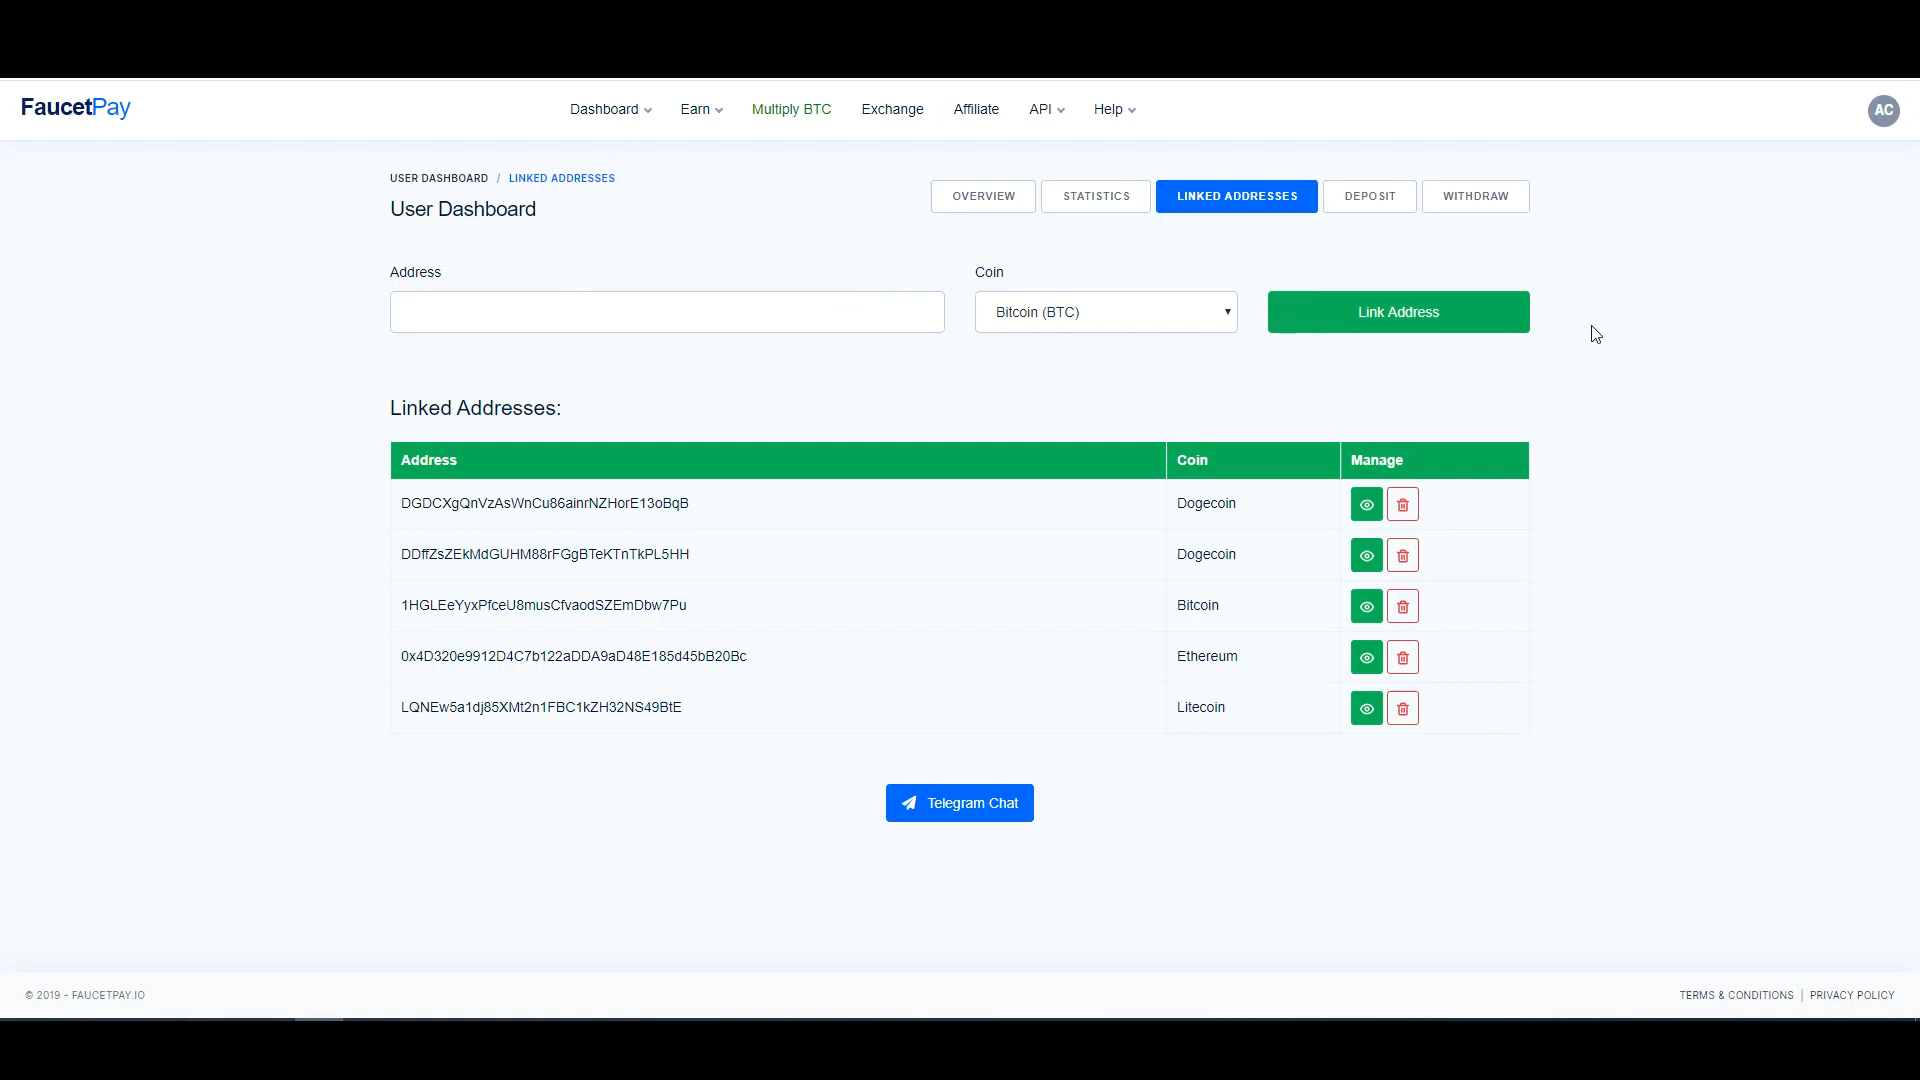 FaucetPay
Dashboard Earn Multiply BTC Exchange Affiliate API Help
AC
USER DASHBOARD / LINKED ADDRESSES
User Dashboard
OVERVIEW STATISTICS LINKED ADDRESSES DEPOSIT WITHDRAW
Address Coin
Bitcoin (BTC) Link Address
Linked Addresses:
Address Coin Manage
DGDCXgQnVzAsWnCu86ainrNZHorE13oBqB Dogecoin
DDffZsZEkMdGUHM88rFGgBTeKTnTkPL5HH Dogecoin
1HGLEeYyxPfceU8musCfvaodSZEmDbw7Pu Bitcoin
0x4D320e9912D4C7b122aDDA9aD48E185d45bB20Bc Ethereum
LQNEw5a1dj85XMt2n1FBC1kZH32NS49BtE Litecoin
Telegram Chat
© 2019 - FAUCETPAY.IO TERMS & CONDITIONS | PRIVACY POLICY